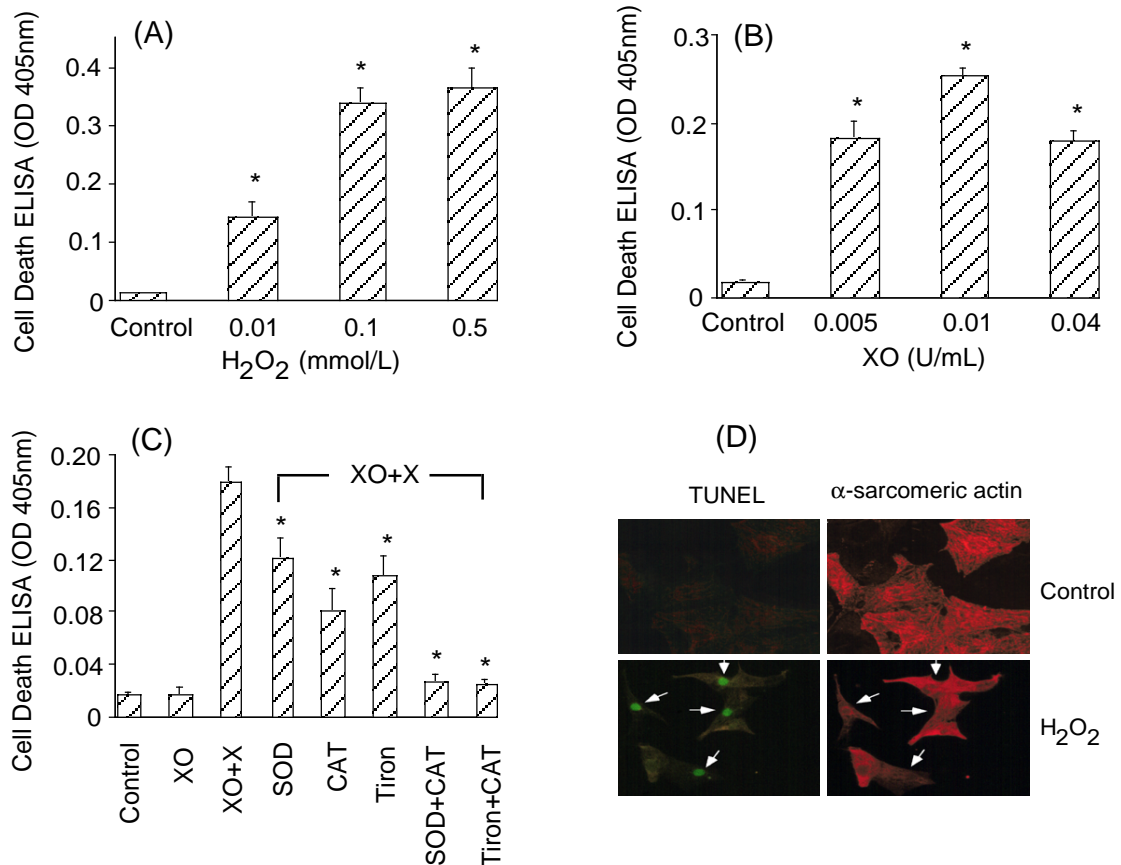 (A)
Cell Death ELISA (OD 405nm)
0.4
0.3
0.2
0.1
0
*
*
*
Control
0.01
0.1
0.5
H₂O₂ (mmol/L)
(B)
Cell Death ELISA (OD 405nm)
0.3
0.2
0.1
0
*
*
*
Control
0.005
0.01
0.04
XO (U/mL)
(C)
Cell Death ELISA (OD 405nm)
0.20
0.16
0.12
0.08
0.04
0
XO+X
*
*
*
*
*
Control
XO
XO+X
SOD
CAT
Tiron
SOD+CAT
Tiron+CAT
(D)
TUNEL
α-sarcomeric actin
Control
H₂O₂